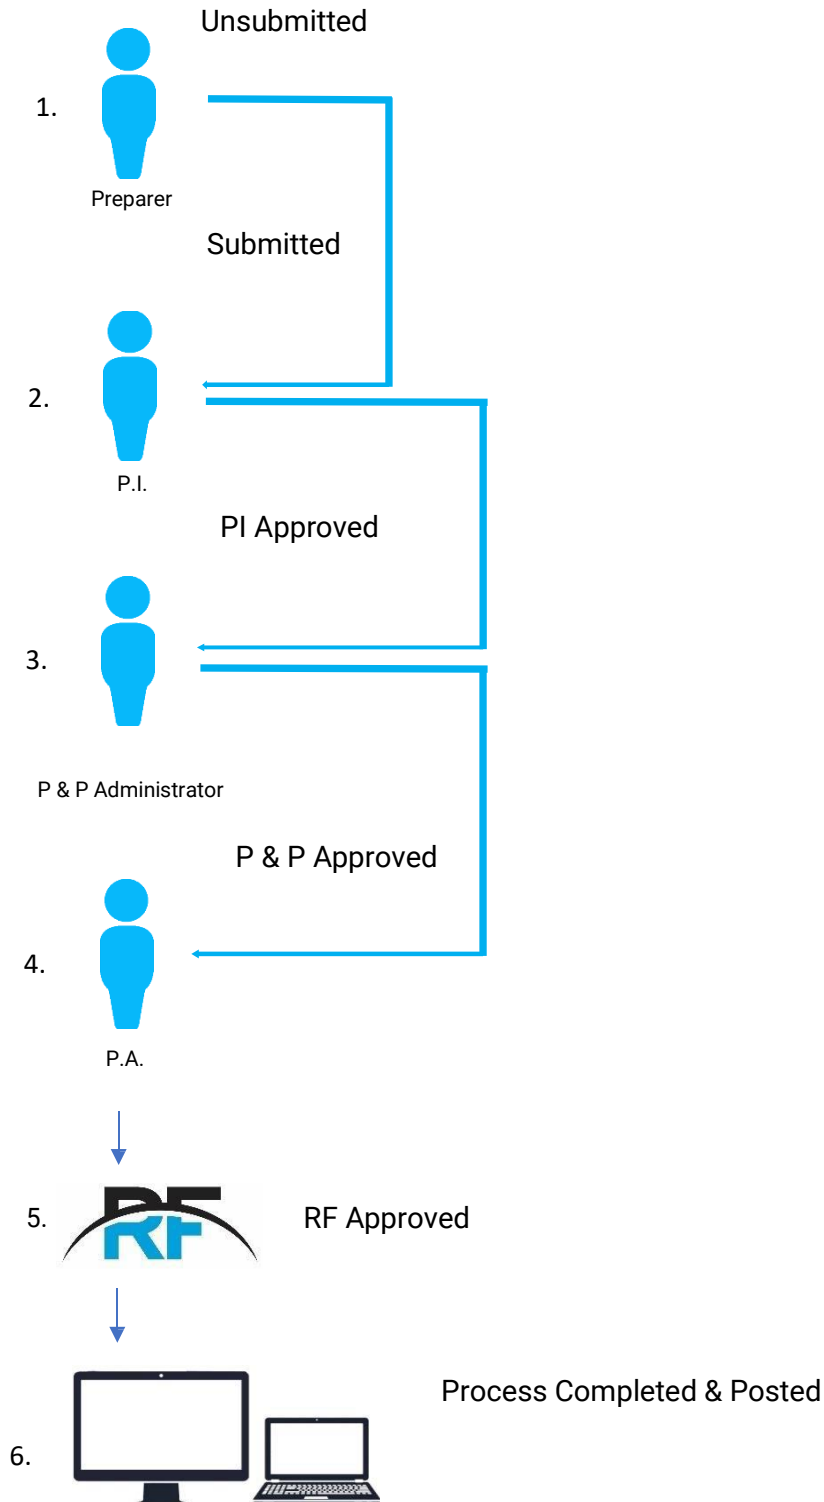 Unsubmitted
1.
Preparer
Submitted
2.
P.I.
PI Approved
3.
P & P Administrator
P & P Approved
4.
P.A.
5.
RF
RF Approved
Process Completed & Posted
6.